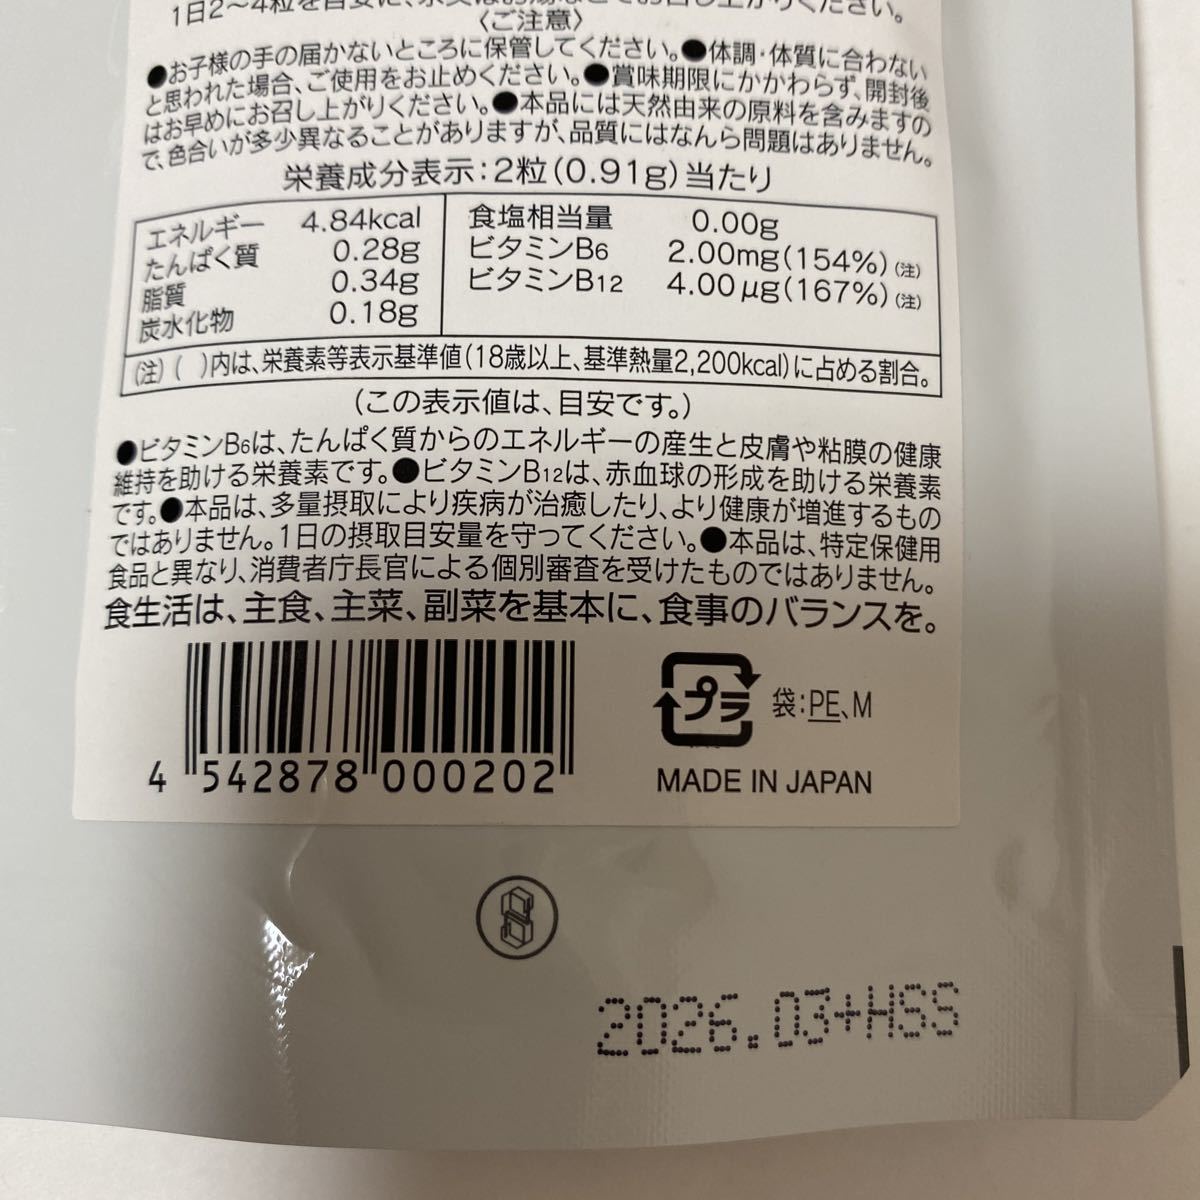 1日2～4粒を目安に、水又はお湯などでお召し上がりください。
〈ご注意〉
●お子様の手の届かないところに保管してください。●体調・体質に合わない
と思われた場合、ご使用をお止めください。●賞味期限にかかわらず、開封後
はお早めにお召し上がりください。●本品には天然由来の原料を含みますの
で、色合いが多少異なることがありますが、品質にはなんら問題はありません。
栄養成分表示：2粒（0.91g）当たり
エネルギー 4.84kcal
たんぱく質 0.28g
脂質 0.34g
炭水化物 0.18g
食塩相当量 0.00g
ビタミンB6 2.00mg（154%）（注）
ビタミンB12 4.00μg（167%）（注）
（注）（　）内は、栄養素等表示基準値（18歳以上、基準熱量2,200kcal）に占める割合。
（この表示値は、目安です。）
●ビタミンB6は、たんぱく質からのエネルギーの産生と皮膚や粘膜の健康
維持を助ける栄養素です。●ビタミンB12は、赤血球の形成を助ける栄養素
です。●本品は、多量摂取により疾病が治癒したり、より健康が増進するもの
ではありません。1日の摂取目安量を守ってください。●本品は、特定保健用
食品と異なり、消費者庁長官による個別審査を受けたものではありません。
食生活は、主食、主菜、副菜を基本に、食事のバランスを。
プラ 袋：PE、M
4 542878 000202
MADE IN JAPAN
2026.03+HSS